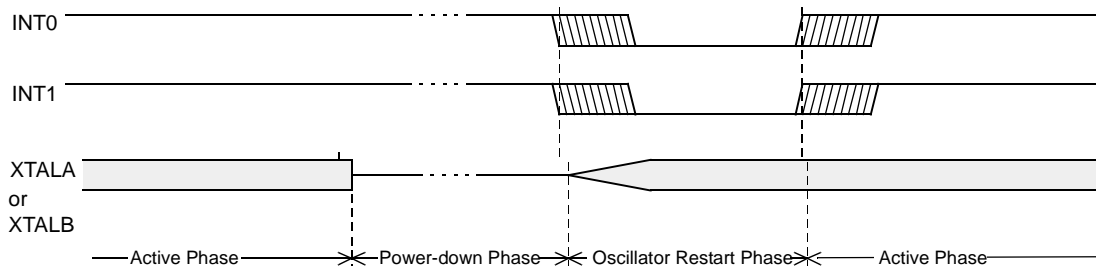 INT0
INT1
XTALA
or
XTALB
Active Phase Power-down Phase Oscillator Restart Phase Active Phase